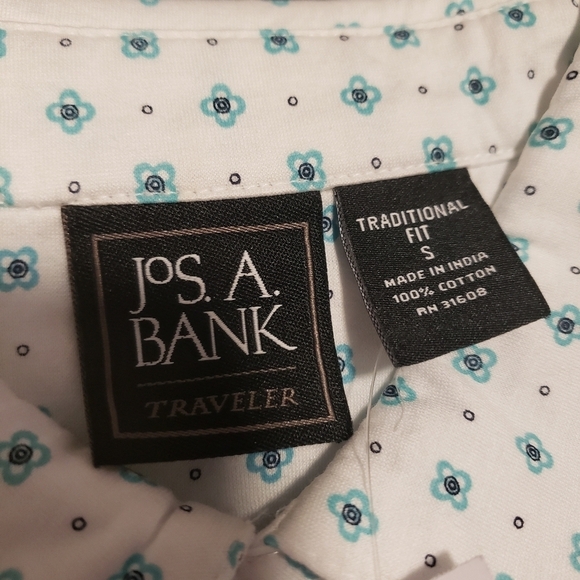 JOS. A.
BANK
TRAVELER
TRADITIONAL
FIT
S
MADE IN INDIA
100% COTTON
RN 31608